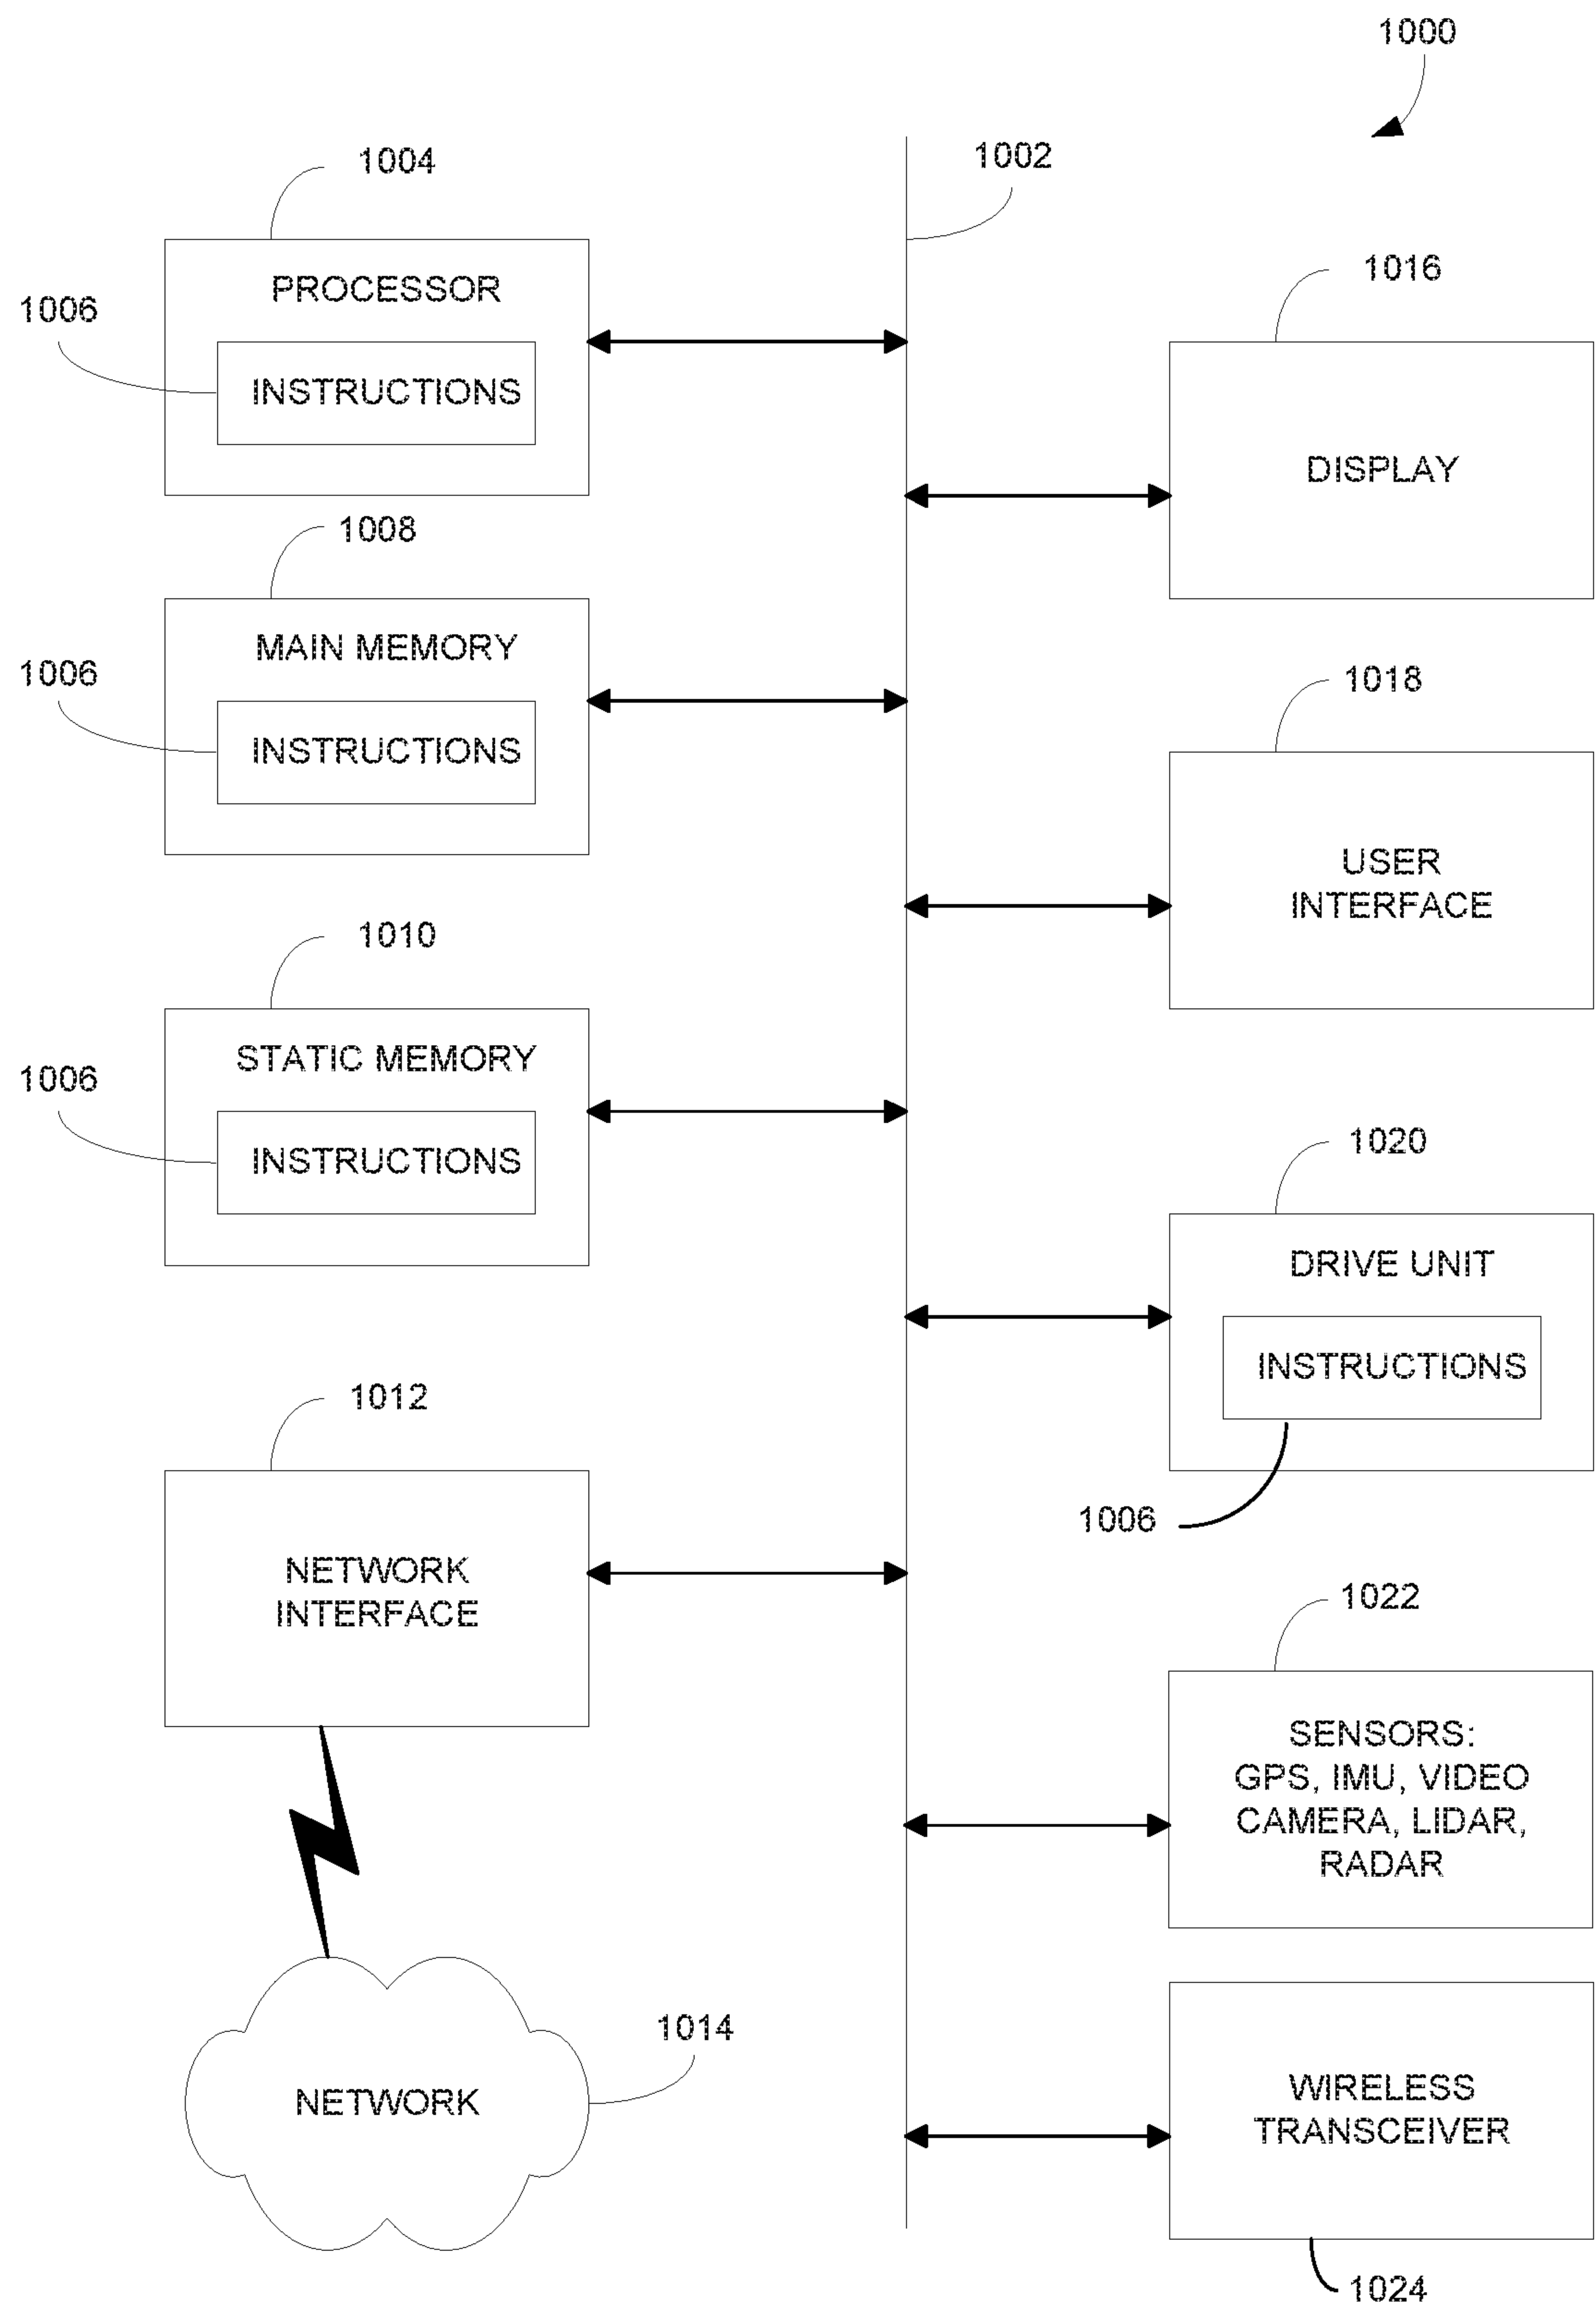 1000
1004
1002
PROCESSOR
1006
INSTRUCTIONS
1016
DISPLAY
1008
MAIN MEMORY
1006
INSTRUCTIONS
1018
USER
INTERFACE
1010
STATIC MEMORY
1006
INSTRUCTIONS
1020
DRIVE UNIT
INSTRUCTIONS
1006
1012
NETWORK
INTERFACE
1022
SENSORS:
GPS, IMU, VIDEO
CAMERA, LIDAR,
RADAR
1014
NETWORK
WIRELESS
TRANSCEIVER
1024